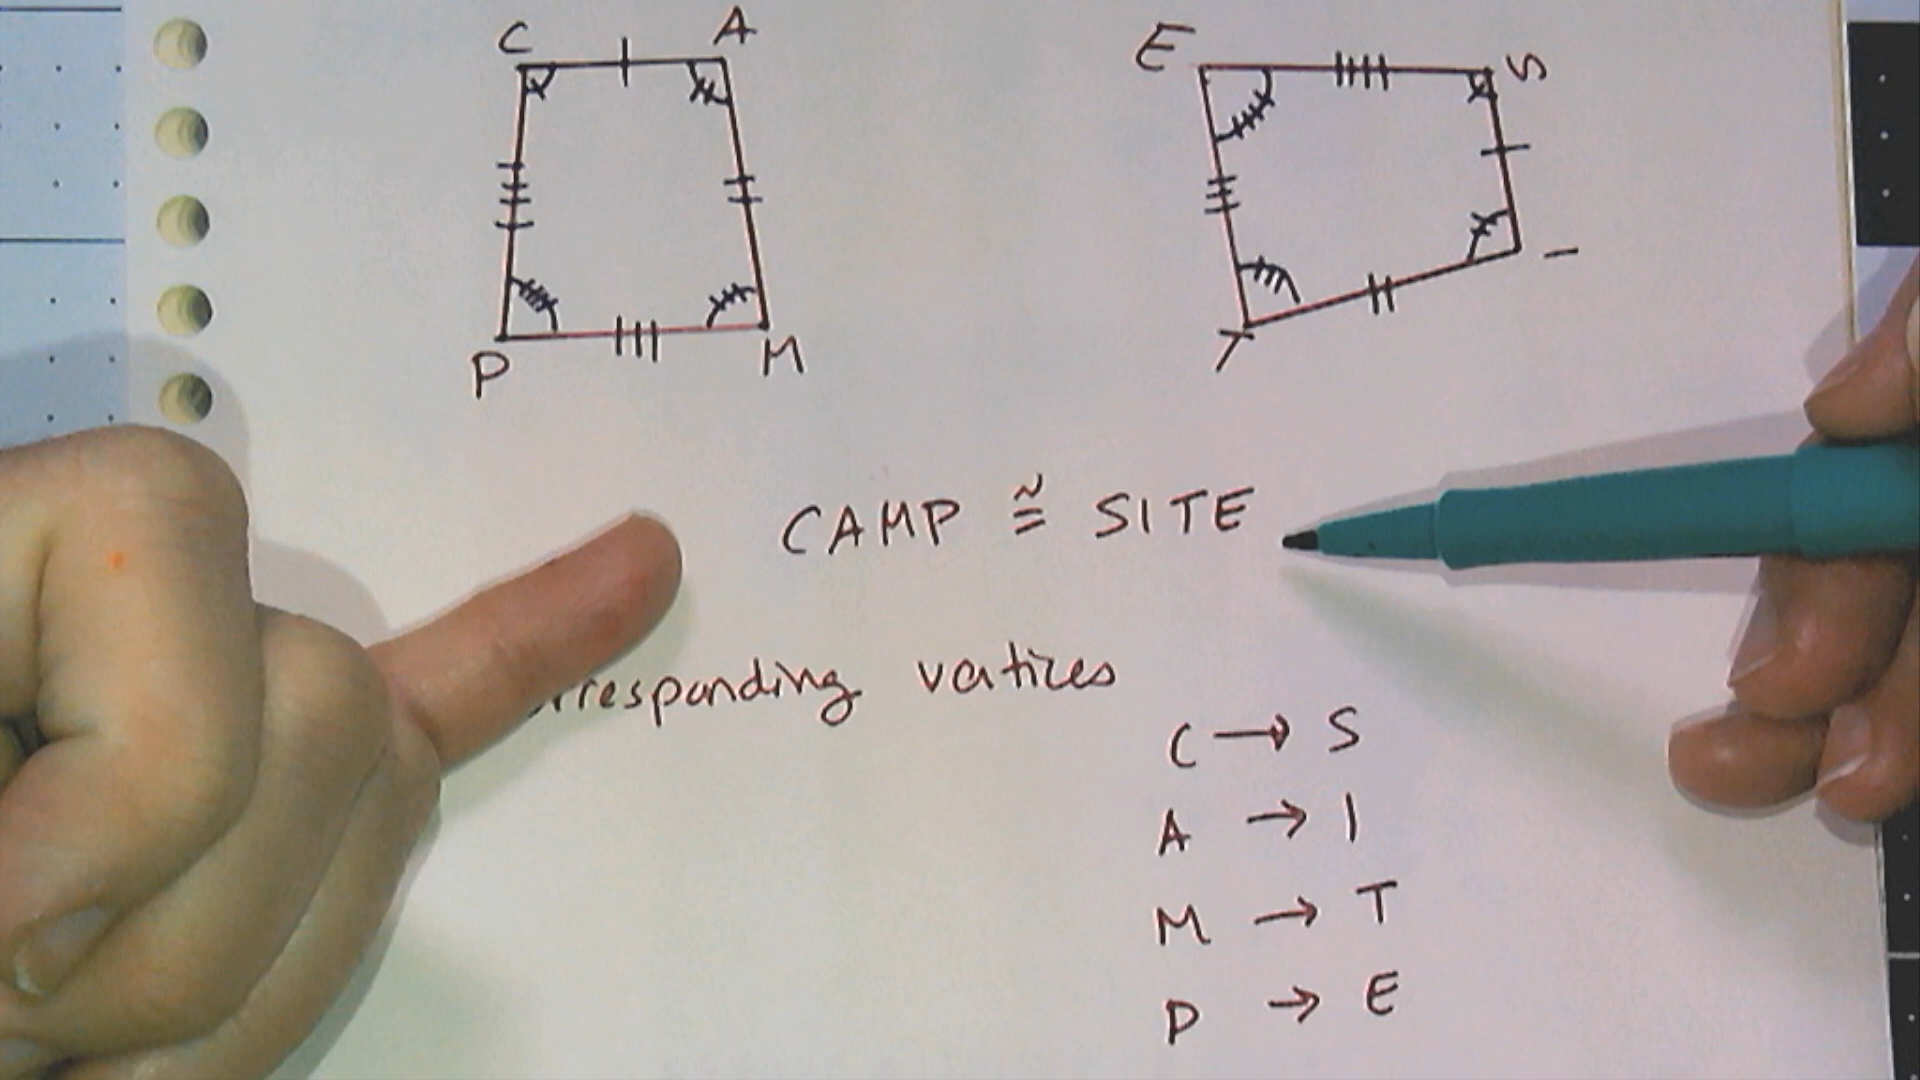 C A
E S
P M
T I
CAMP ≅ SITE
rresponding vertices
C → S
A → I
M → T
P → E